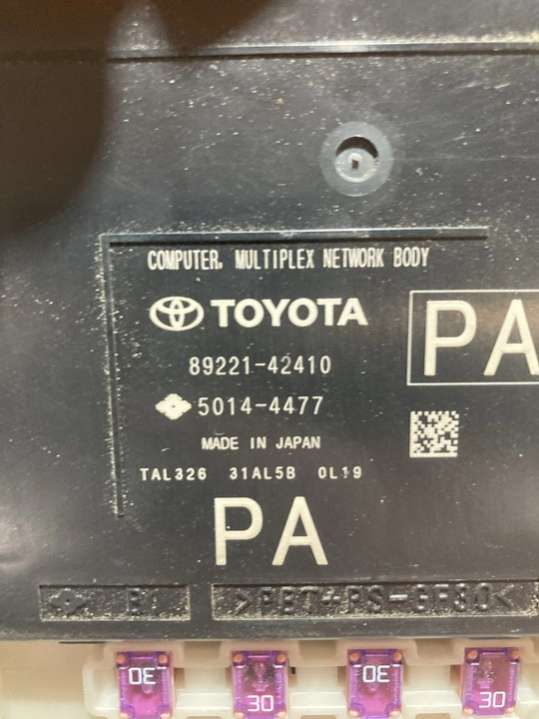 COMPUTER, MULTIPLEX NETWORK BODY
TOYOTA
PA
89221-42410
5014-4477
MADE IN JAPAN
TAL326 31AL5B 0L19
PA
B1 >PBT+PS-GF30<
30 30 30 30